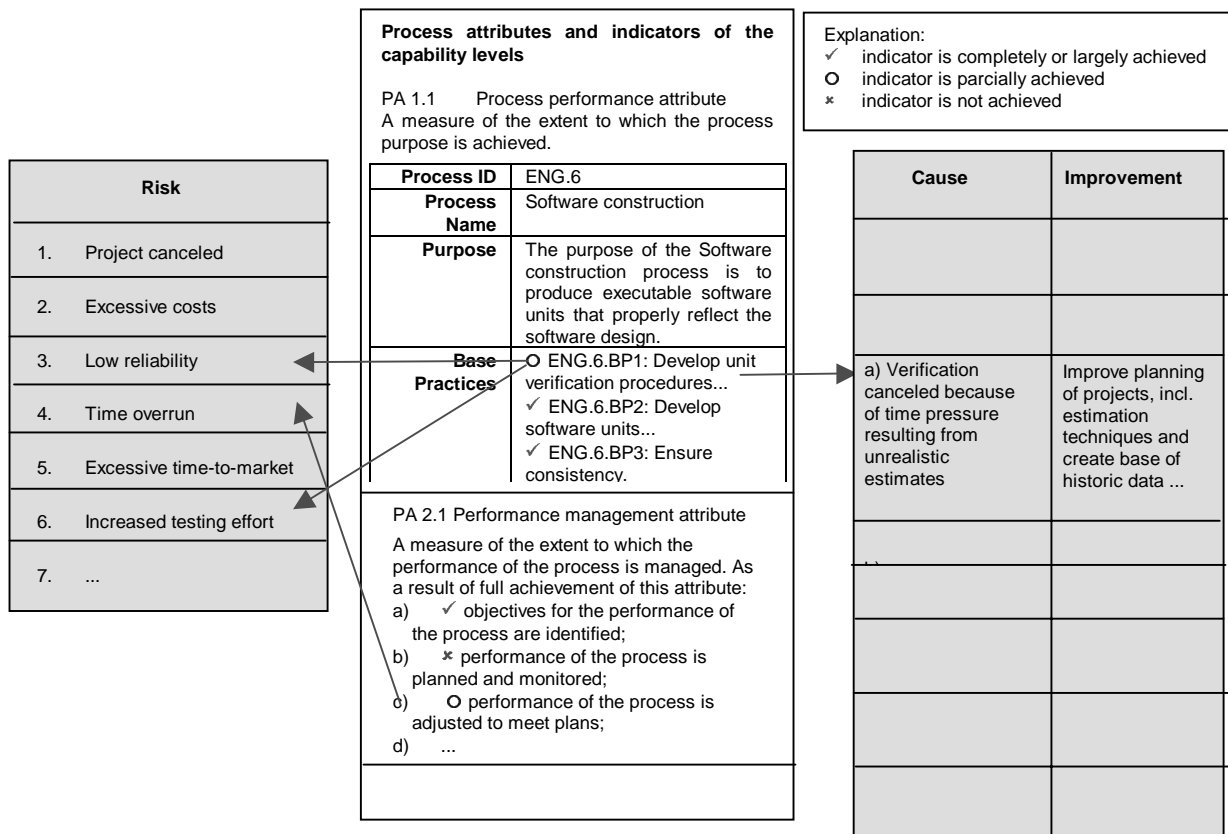 Process attributes and indicators of the
capability levels
PA 1.1 Process performance attribute
A measure of the extent to which the process
purpose is achieved.
Explanation:
✓ indicator is completely or largely achieved
O indicator is parcially achieved
✖ indicator is not achieved
Risk
1. Project canceled
2. Excessive costs
3. Low reliability
4. Time overrun
5. Excessive time-to-market
6. Increased testing effort
7. ...
Process ID ENG.6
Process Software construction
Name
Purpose The purpose of the Software
construction process is to
produce executable software
units that properly reflect the
software design.
Base O ENG.6.BP1: Develop unit
Practices verification procedures...
✓ ENG.6.BP2: Develop
software units...
✓ ENG.6.BP3: Ensure
consistency.
PA 2.1 Performance management attribute
A measure of the extent to which the
performance of the process is managed. As
a result of full achievement of this attribute:
a) ✓ objectives for the performance of
the process are identified;
b) ✖ performance of the process is
planned and monitored;
c) O performance of the process is
adjusted to meet plans;
d) ...
Cause Improvement
a) Verification
canceled because
of time pressure
resulting from
unrealistic
estimates
Improve planning
of projects, incl.
estimation
techniques and
create base of
historic data ...